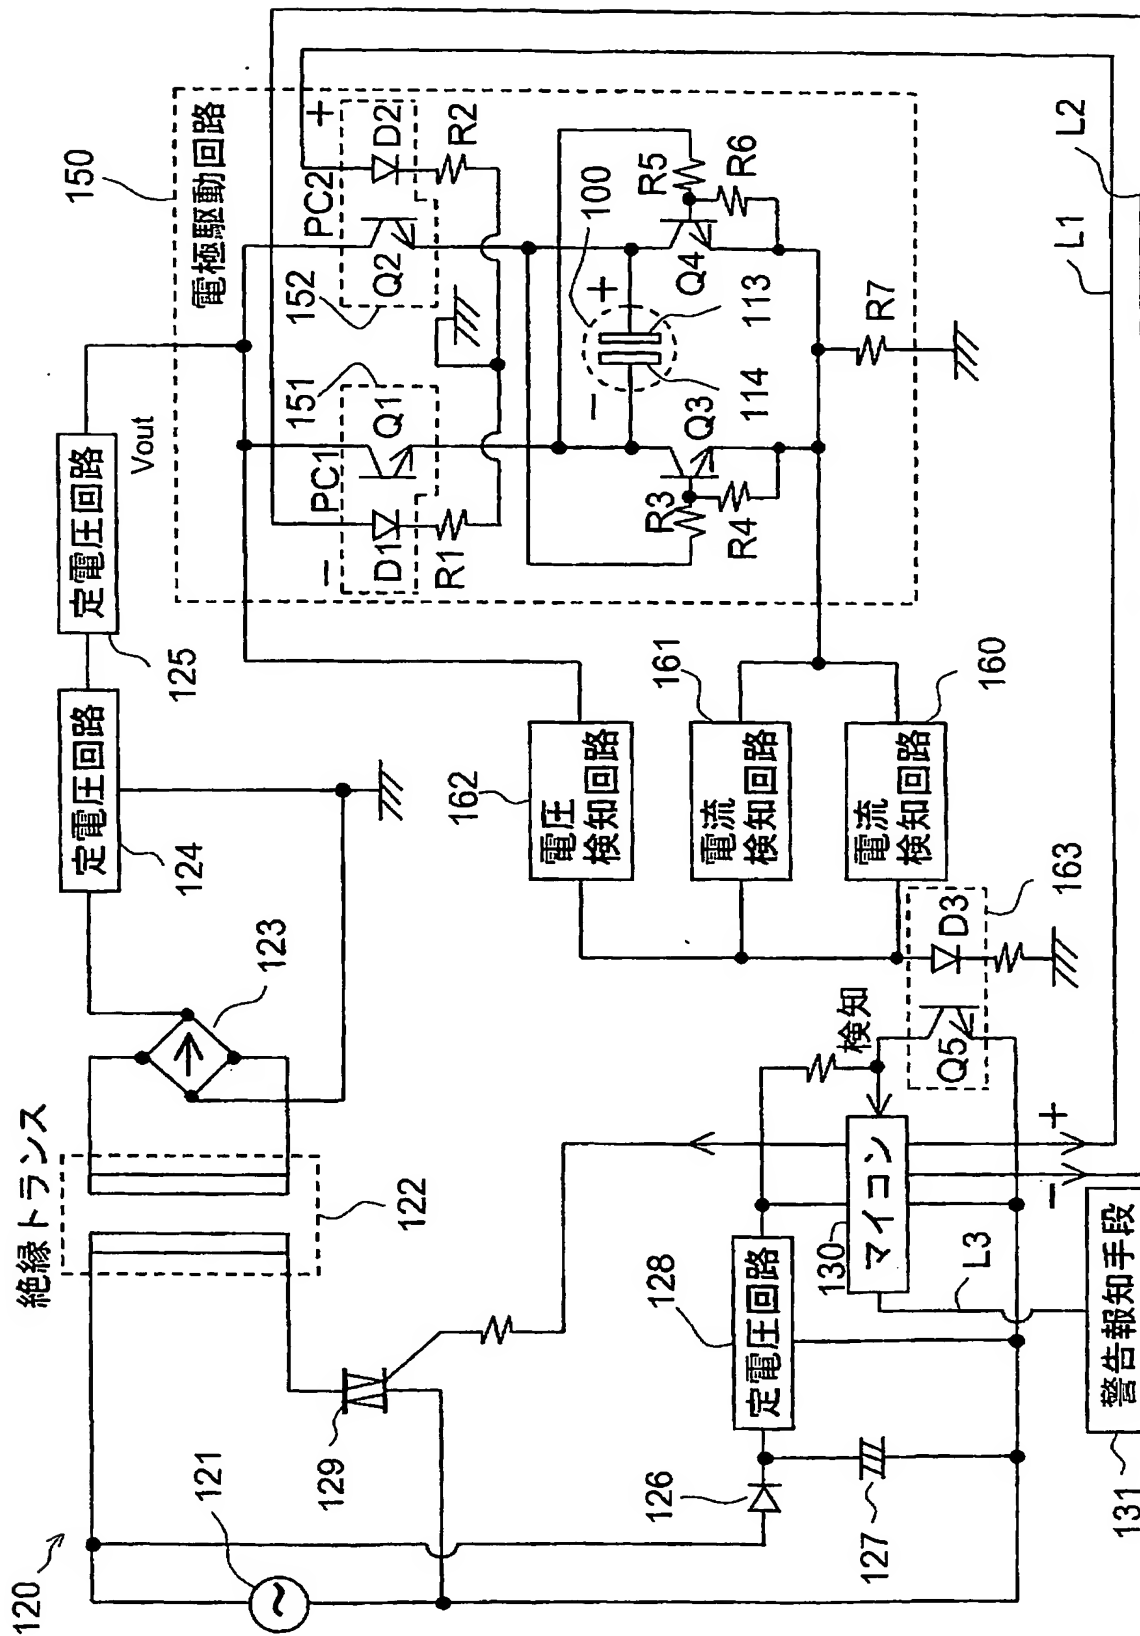 120
121
絶縁トランス
122
123
129
定電圧回路
124
定電圧回路
125
Vout
150
電極駆動回路
-
PC1
D1
Q1
R1
151
PC2
+
D2
Q2
R2
152
100
-
+
114
113
R3
R4
Q3
R5
R6
Q4
R7
162
電圧
検知回路
161
電流
検知回路
160
電流
検知回路
163
D3
Q5
検知
126
127
128
定電圧回路
130
マイコン
L3
-
+
131
警告報知手段
L1
L2